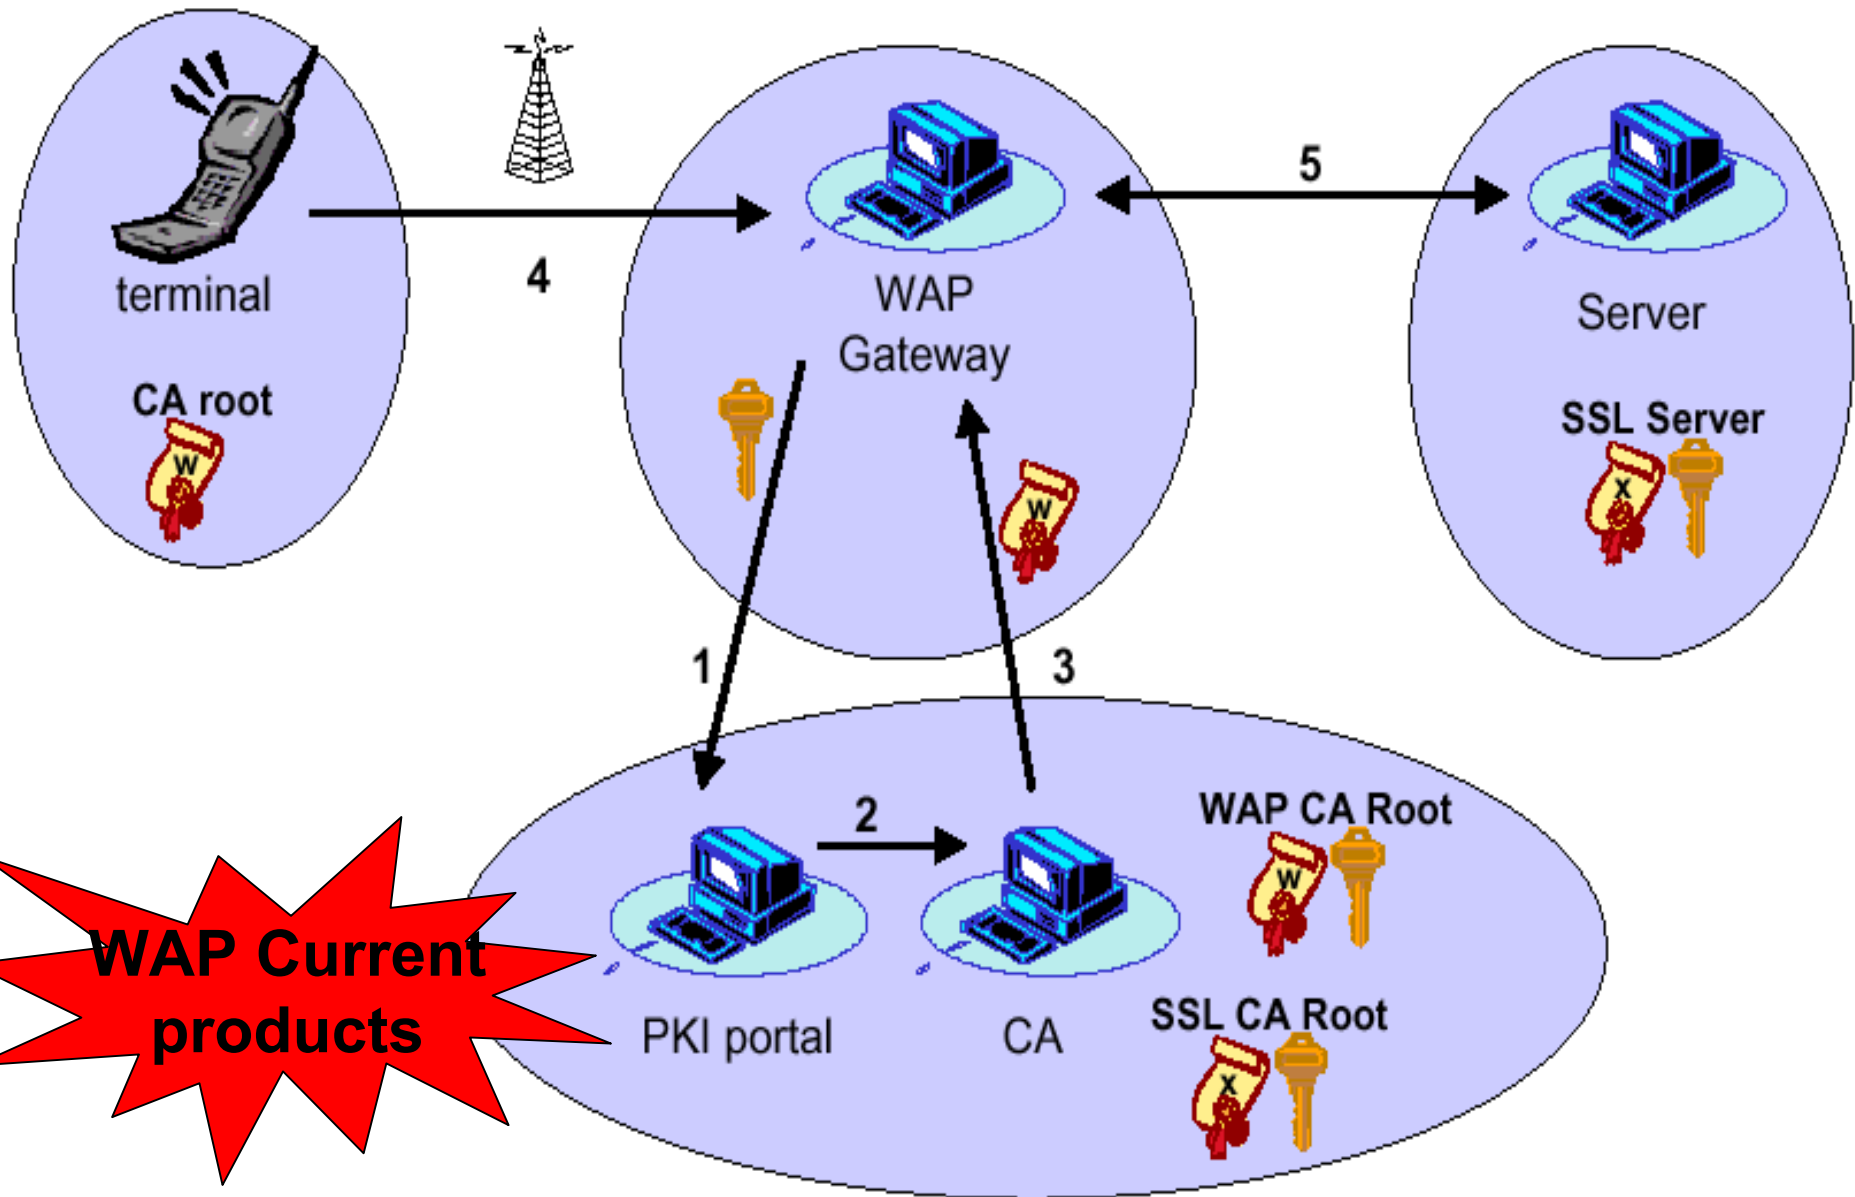 5
4
terminal
WAP
Gateway
Server
CA root
W
SSL Server
X
W
1
3
2
WAP CA Root
W
WAP Current
products
PKI portal
CA
SSL CA Root
X